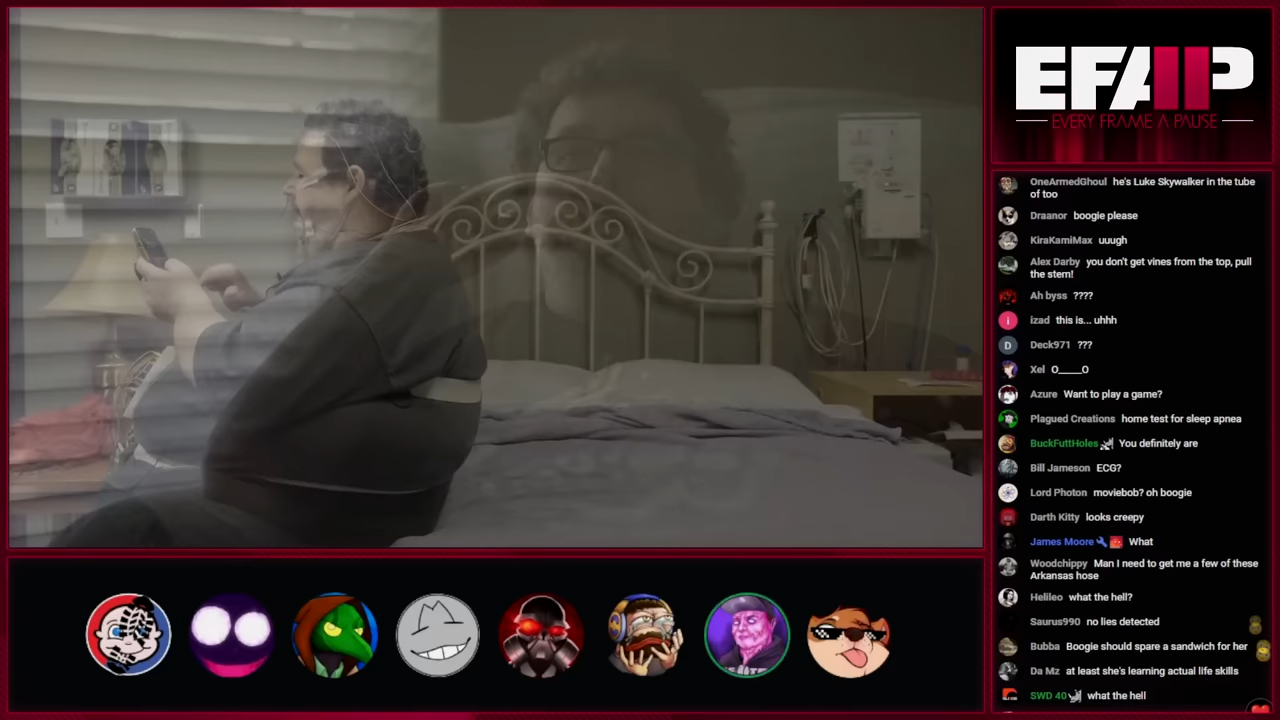 EFAP
EVERY FRAME A PAUSE
OneArmedGhoul he's Luke Skywalker in the tube
of too
Draanor boogie please
KiraKamiMax uuugh
Alex Darby you don't get vines from the top, pull
the stem!
Ah byss ????
izad this is... uhhh
Deck971 ???
Xel O_____O
Azure Want to play a game?
Plagued Creations home test for sleep apnea
BuckFuttHoles You definitely are
Bill Jameson ECG?
Lord Photon moviebob? oh boogie
Darth Kitty looks creepy
James Moore What
Woodchippy Man I need to get me a few of these
Arkansas hose
Helileo what the hell?
Saurus990 no lies detected
Bubba Boogie should spare a sandwich for her
Da Mz at least she's learning actual life skills
SWD 40 what the hell